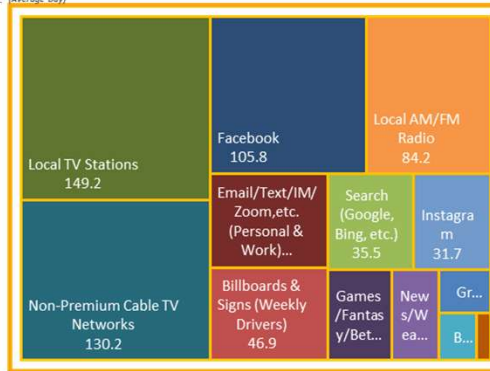 (Average Day)
Local TV Stations
149.2
Facebook
105.8
Local AM/FM
Radio
84.2
Non-Premium Cable TV
Networks
130.2
Email/Text/IM/
Zoom,etc.
(Personal &
Work)...
Search
(Google,
Bing, etc.)
35.5
Instagra
m
31.7
Billboards &
Signs (Weekly
Drivers)
46.9
Games
/Fantas
y/Bet...
New
s/W
ea...
Gr...
B...